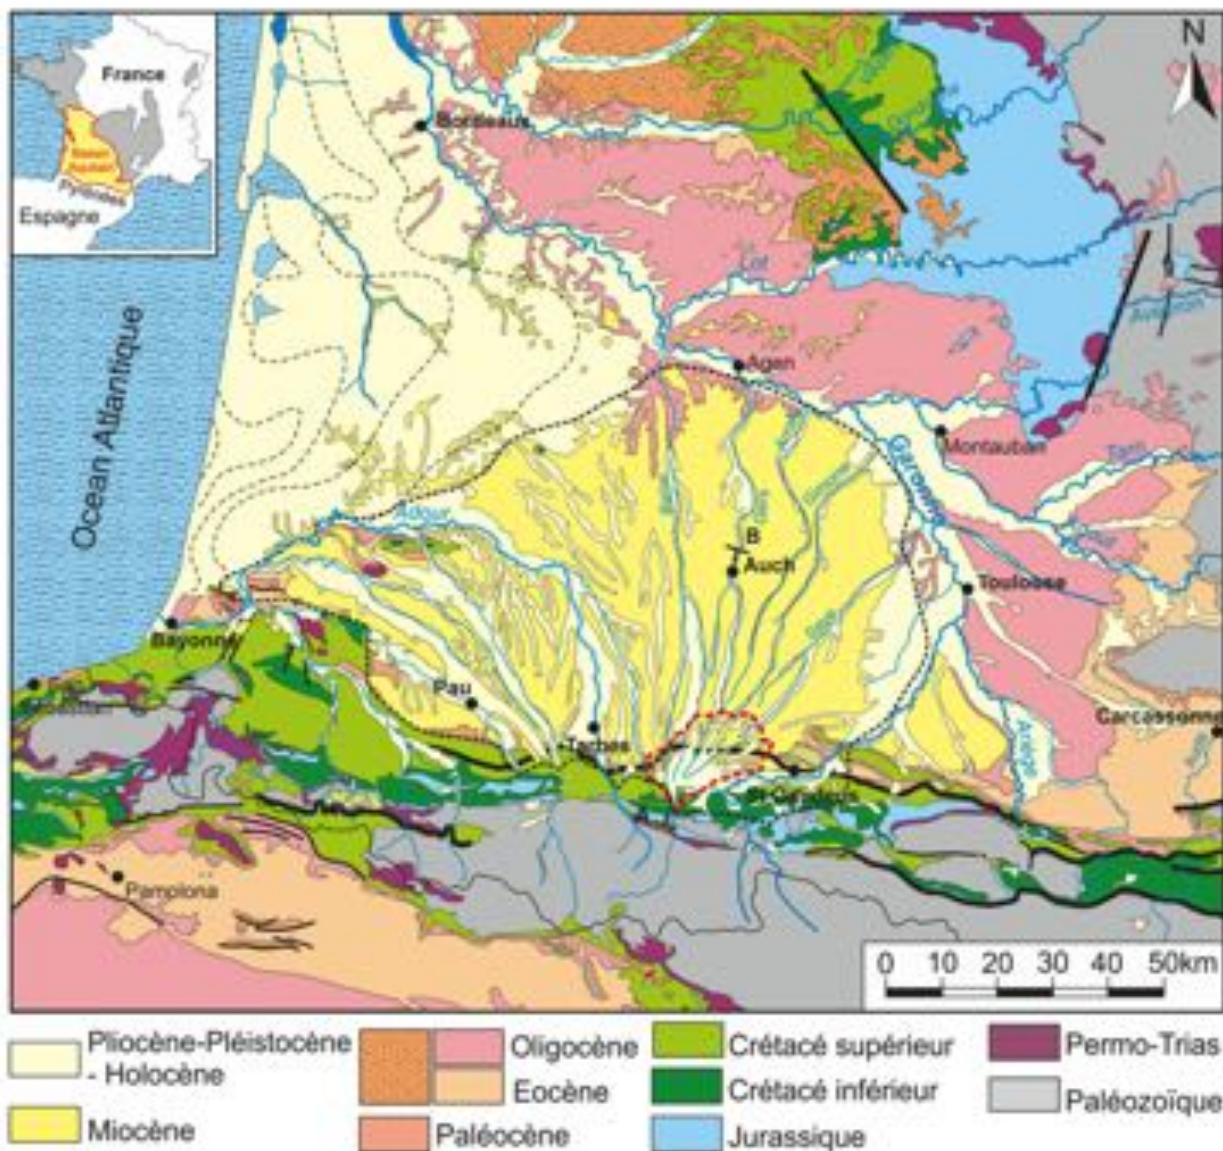 France
Pyrénées
Espagne
N
Océan Atlantique
Bordeaux
Lot
Aveyron
Agen
Montauban
Garonne
Tarn
Adour
B
Auch
Toulouse
Bayonne
Pau
Tarbes
Carcassonne
Ariège
Pamplona
0 10 20 30 40 50km
Pliocène-Pléistocène
- Holocène
Miocène
Oligocène
Eocène
Paléocène
Crétacé supérieur
Crétacé inférieur
Jurassique
Permo-Trias
Paléozoïque